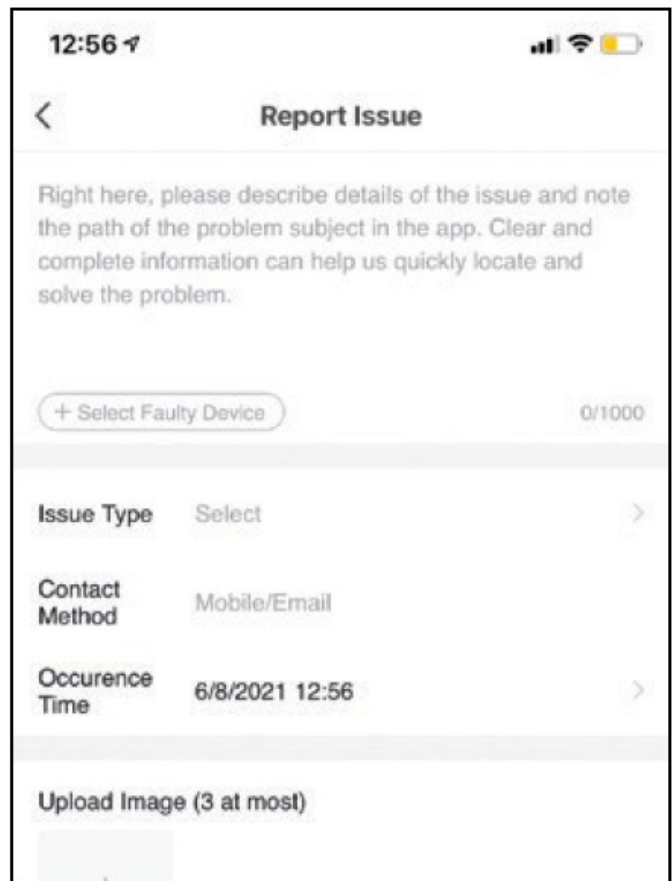 12:56
Report Issue
Right here, please describe details of the issue and note
the path of the problem subject in the app. Clear and
complete information can help us quickly locate and
solve the problem.
+ Select Faulty Device 0/1000
Issue Type Select
Contact
Method Mobile/Email
Occurence
Time 6/8/2021 12:56
Upload Image (3 at most)